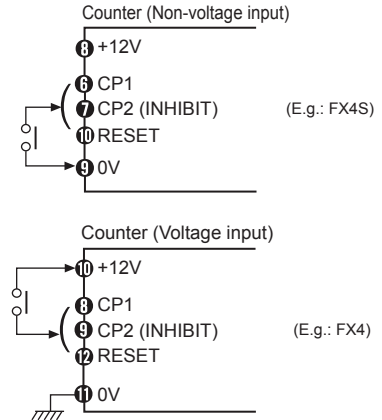 Counter (Non-voltage input)
8 +12V
6 CP1
7 CP2 (INHIBIT) (E.g.: FX4S)
10 RESET
9 0V
Counter (Voltage input)
10 +12V
8 CP1
9 CP2 (INHIBIT) (E.g.: FX4)
12 RESET
11 0V